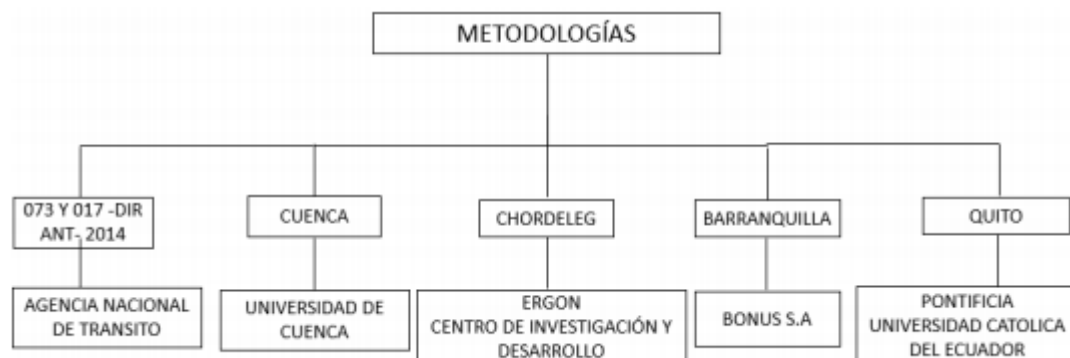 METODOLOGÍAS
073 Y 017 -DIR
ANT- 2014
CUENCA
CHORDELEG
BARRANQUILLA
QUITO
AGENCIA NACIONAL
DE TRANSITO
UNIVERSIDAD DE
CUENCA
ERGON
CENTRO DE INVESTIGACIÓN Y
DESARROLLO
BONUS S.A
PONTIFICIA
UNIVERSIDAD CATOLICA
DEL ECUADOR